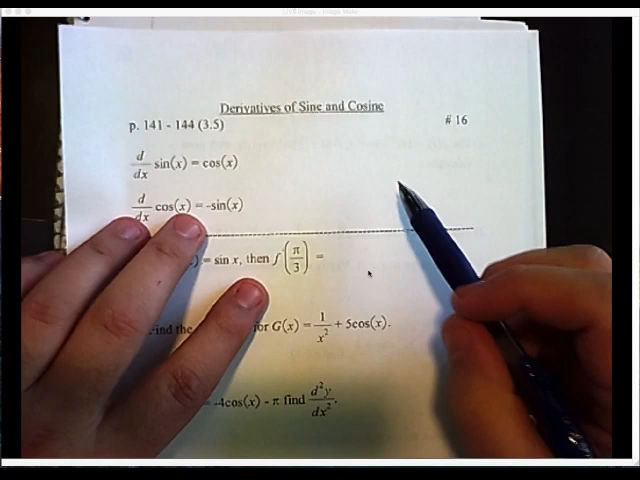 Derivatives of Sine and Cosine
p. 141 - 144 (3.5) # 16
d/dx sin(x) = cos(x)
d/dx cos(x) = -sin(x)
) = sin x, then f′(π/3) =
ind the for G(x) = 1/x² + 5cos(x).
= -4cos(x) - π find d²y/dx².